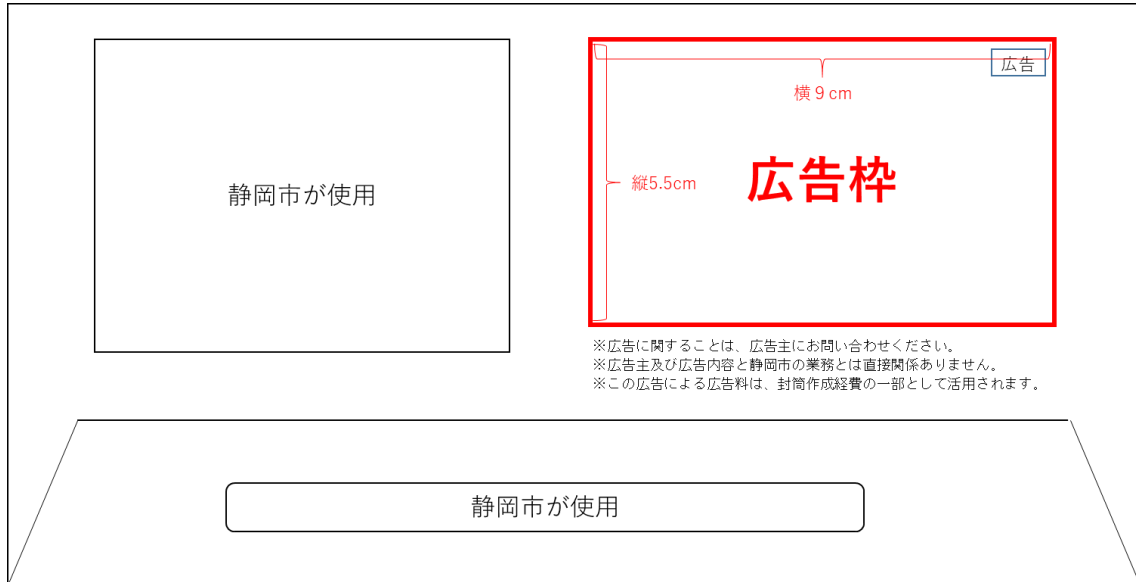 静岡市が使用
広告
横９cm
縦5.5cm
広告枠
※広告に関することは、広告主にお問い合わせください。
※広告主及び広告内容と静岡市の業務とは直接関係ありません。
※この広告による広告料は、封筒作成経費の一部として活用されます。
静岡市が使用